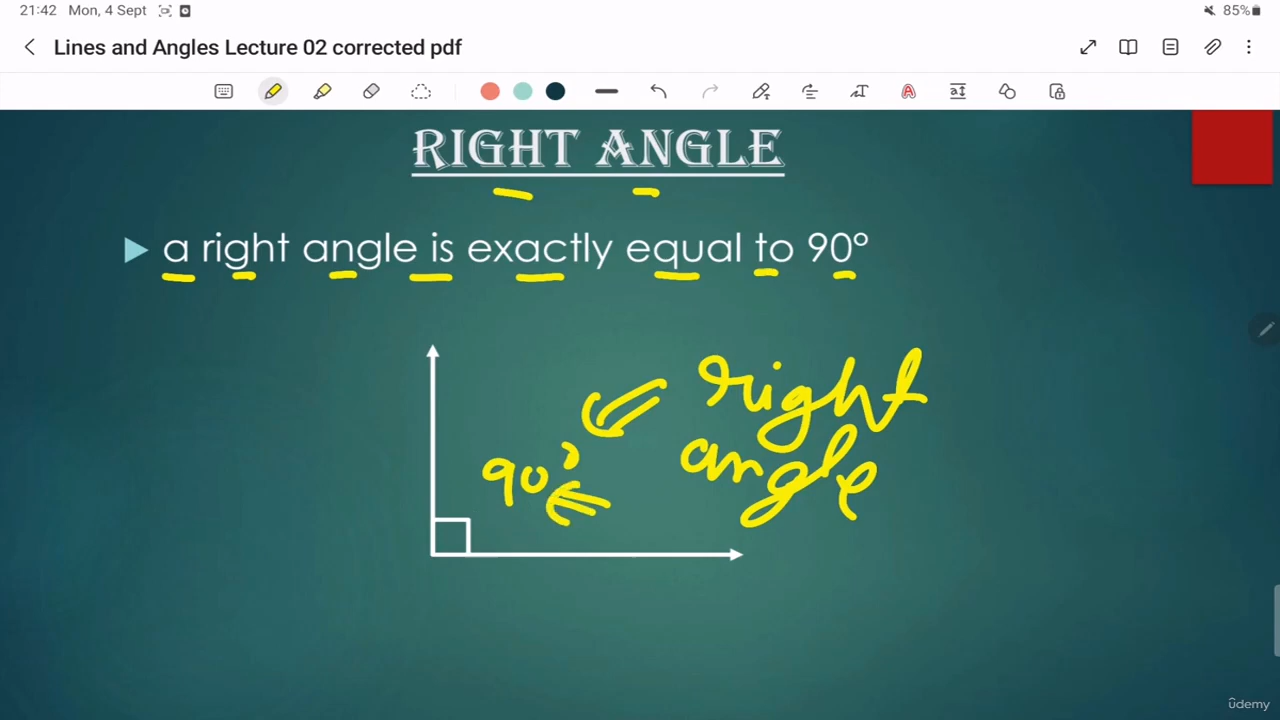 21:42 Mon, 4 Sept 85%
Lines and Angles Lecture 02 corrected pdf
RIGHT ANGLE
a right angle is exactly equal to 90°
right
angle
90°
udemy